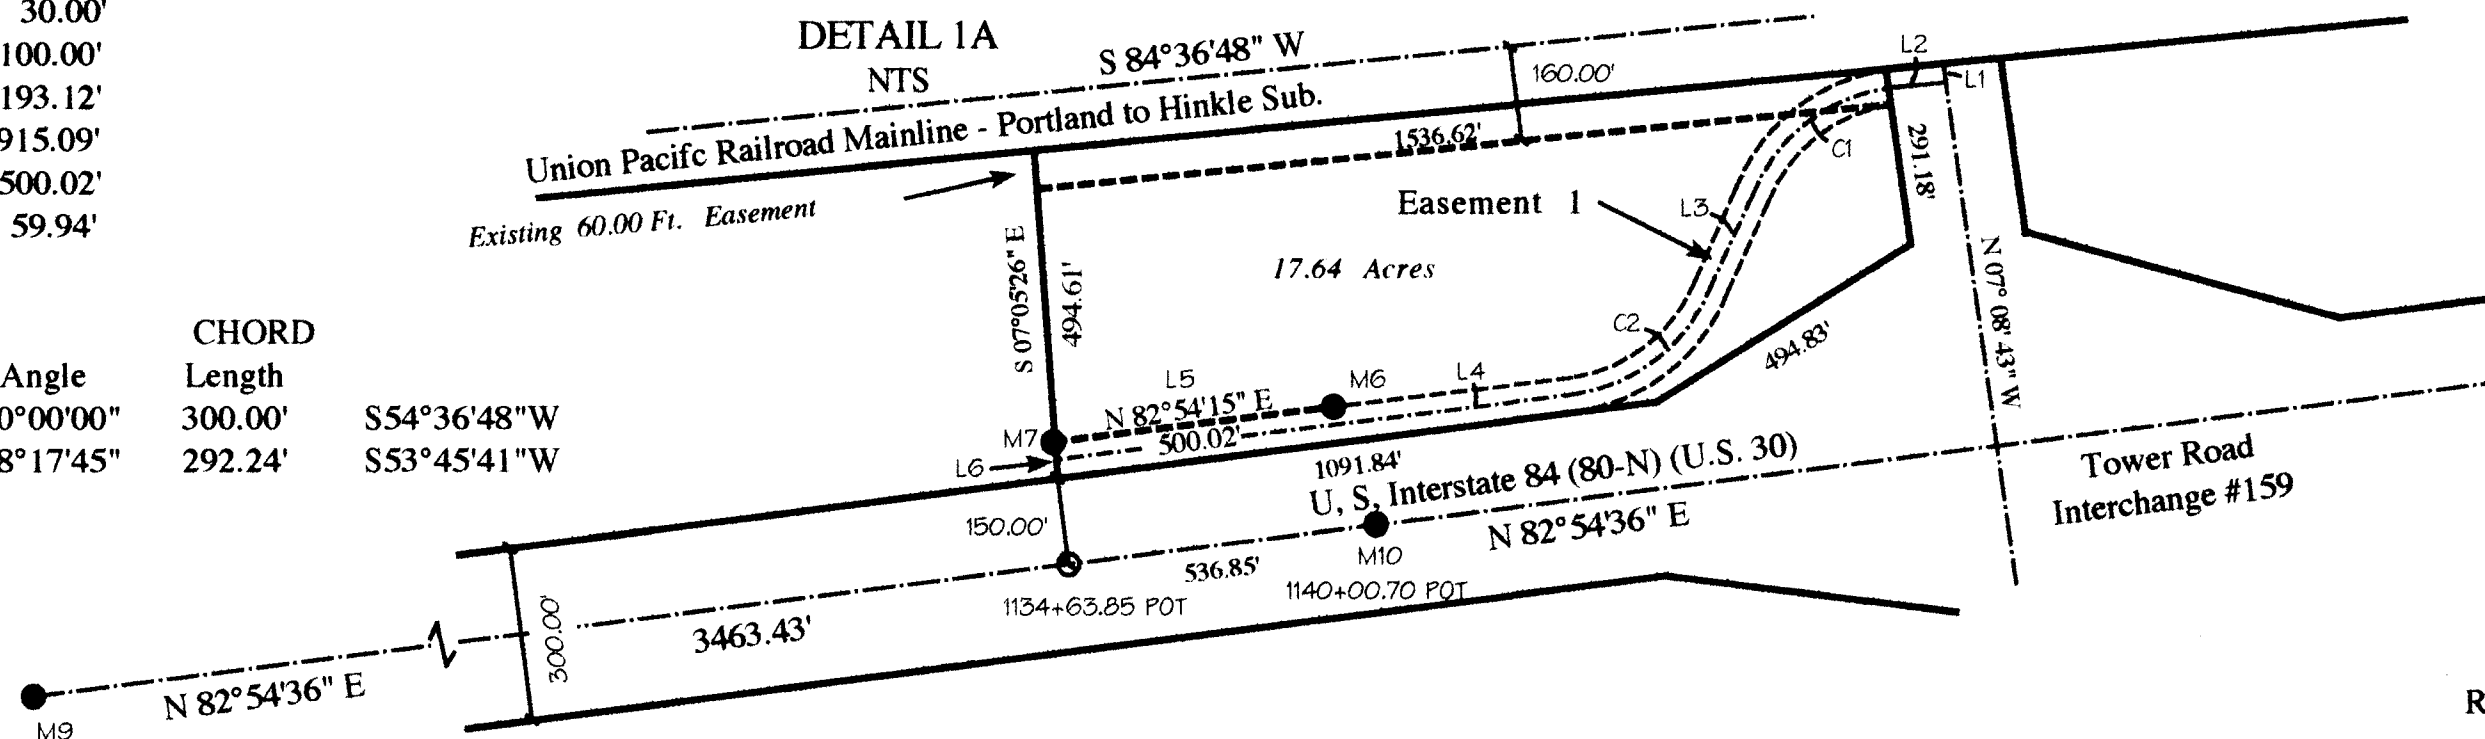 30.00'
100.00'
193.12'
915.09'
500.02'
59.94'
CHORD
Angle Length
0°00'00" 300.00' S54°36'48"W
8°17'45" 292.24' S53°45'41"W
DETAIL 1A
NTS
S 84°36'48" W
Union Pacifc Railroad Mainline - Portland to Hinkle Sub.
Existing 60.00 Ft. Easement
160.00'
1536.62'
L2
L1
C1
291.18'
Easement 1
L3
17.64 Acres
S 07°05'26" E
494.61'
N 07° 08' 43" W
C2
494.83'
L5
M6
L4
N 82°54'15" E
M7
500.02'
L6
1091.84'
U, S, Interstate 84 (80-N) (U.S. 30)
Tower Road
Interchange #159
150.00'
N 82°54'36" E
M10
536.85'
1134+63.85 POT
1140+00.70 POT
300.00'
3463.43'
N 82°54'36" E
M9
R